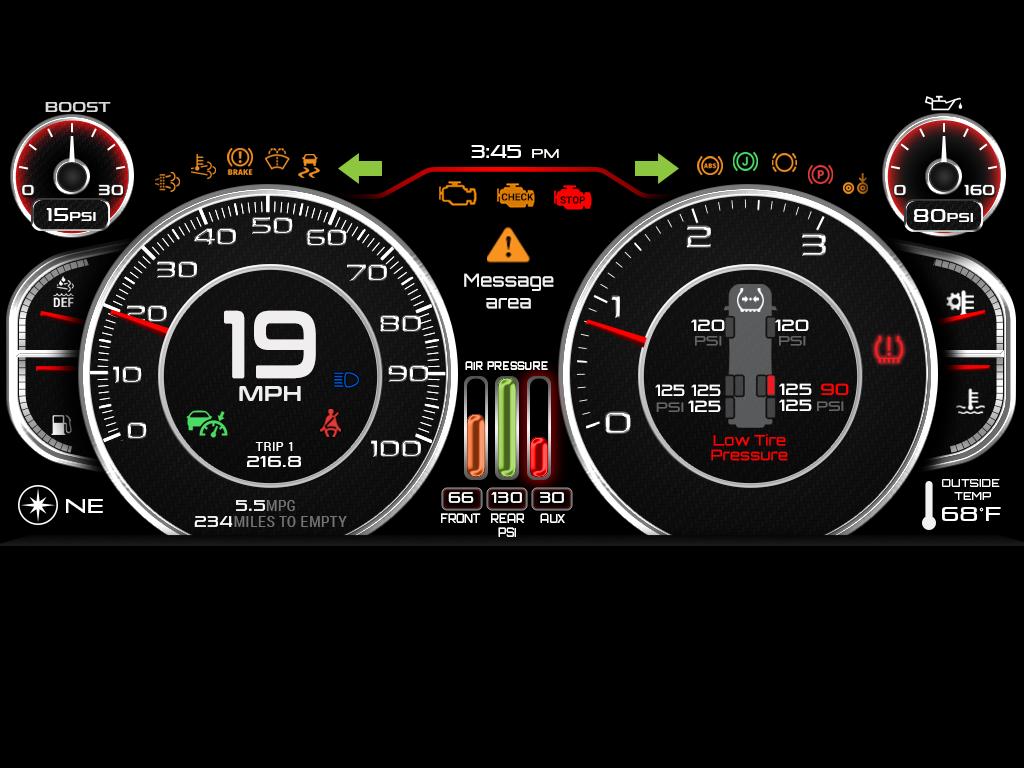 BOOST
0 30
15PSI
BRAKE
3:45 PM
CHECK
STOP
ABS
J
P
0 160
80PSI
Message
area
DEF
0
10
20
30
40
50
60
70
80
90
100
19
MPH
TRIP 1
216.8
5.5MPG
234MILES TO EMPTY
NE
AIR PRESSURE
66 130 30
FRONT REAR AUX
PSI
0
1
2
3
120 120
PSI PSI
125 125 125 90
PSI 125 125 PSI
Low Tire
Pressure
OUTSIDE
TEMP
68°F